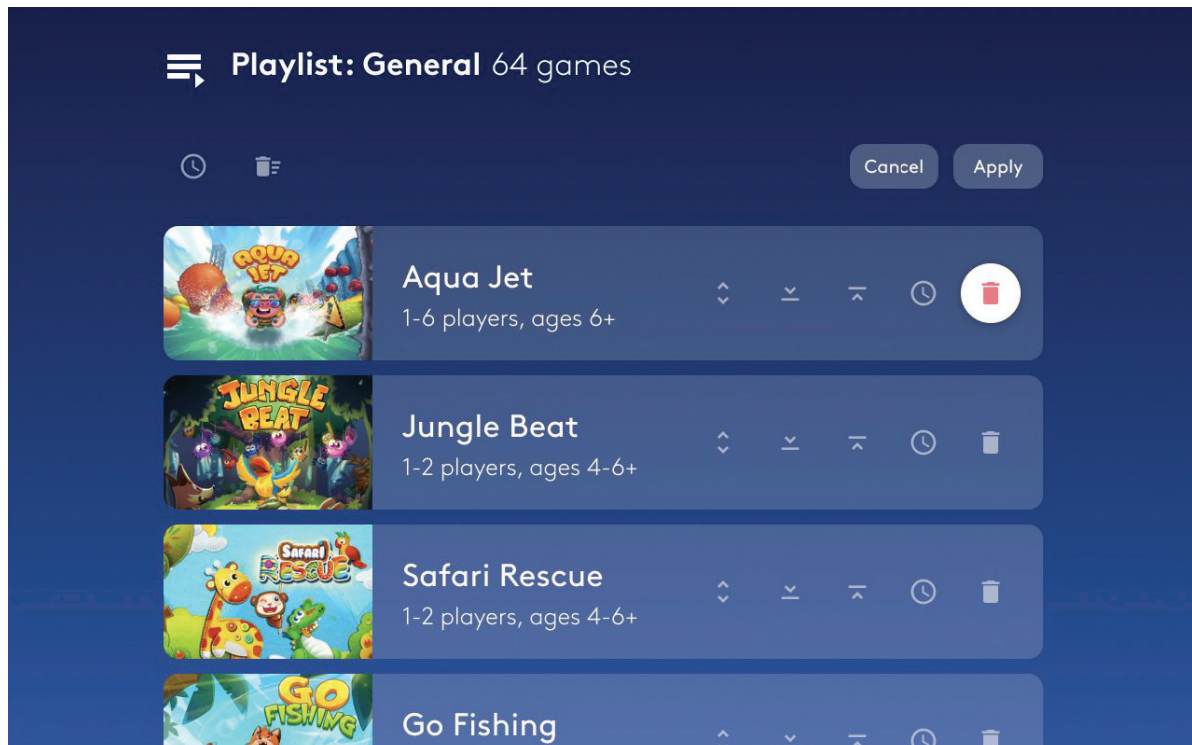 Playlist: General 64 games
Cancel
Apply
AQUA
JET
Aqua Jet
1-6 players, ages 6+
JUNGLE
BEAT
Jungle Beat
1-2 players, ages 4-6+
SAFARI
RESCUE
Safari Rescue
1-2 players, ages 4-6+
GO
FISHING
Go Fishing